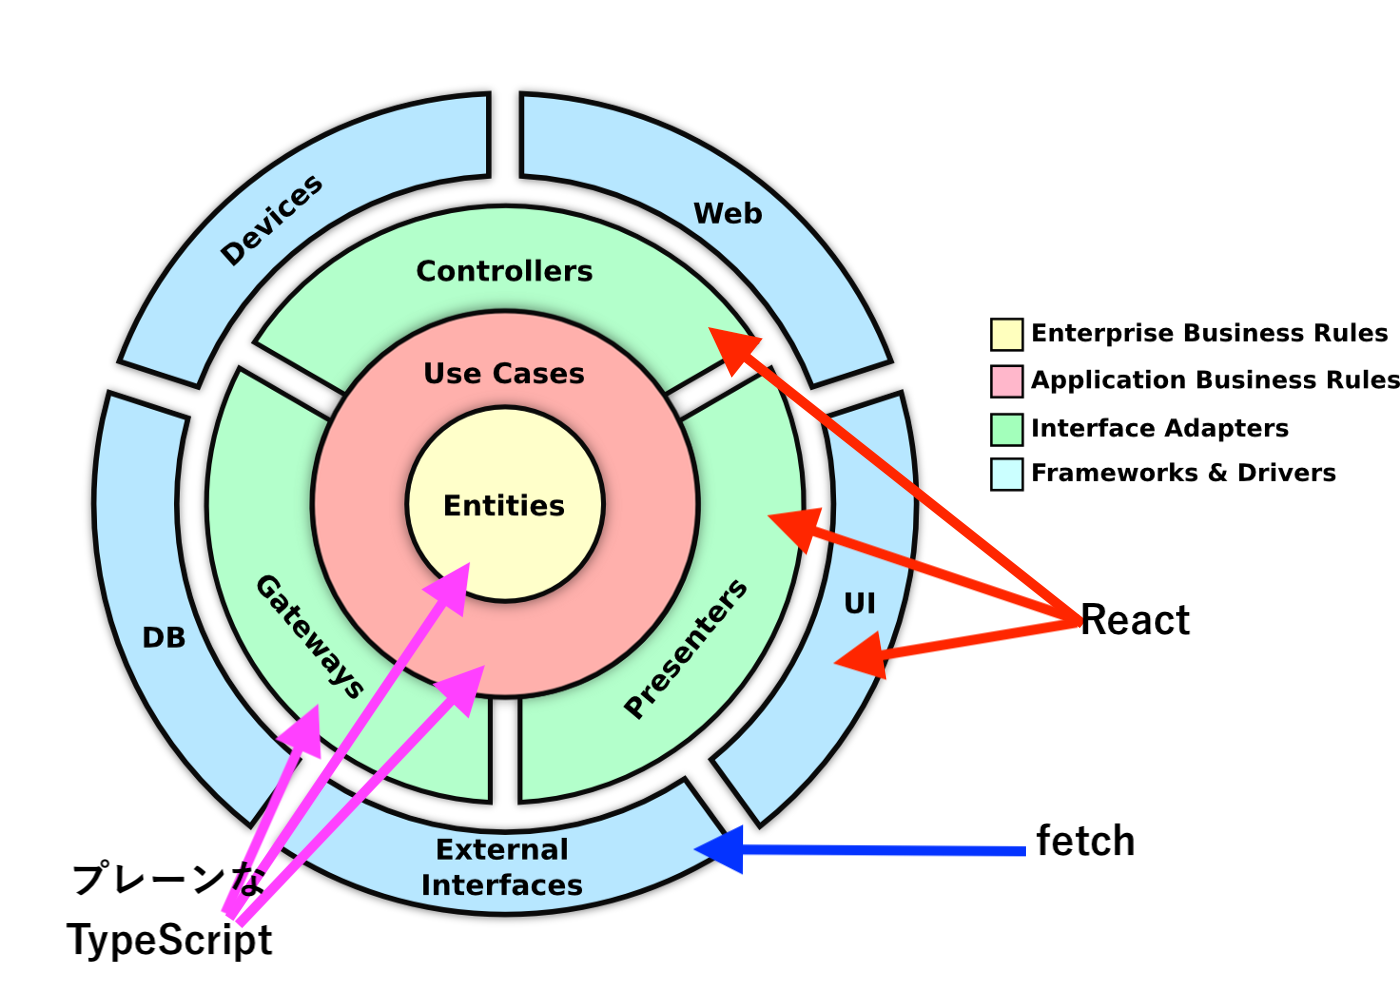 Devices
Web
Controllers
Use Cases
Entities
Gateways
Presenters
DB
UI
External
Interfaces
Enterprise Business Rules
Application Business Rules
Interface Adapters
Frameworks & Drivers
React
fetch
プレーンな
TypeScript